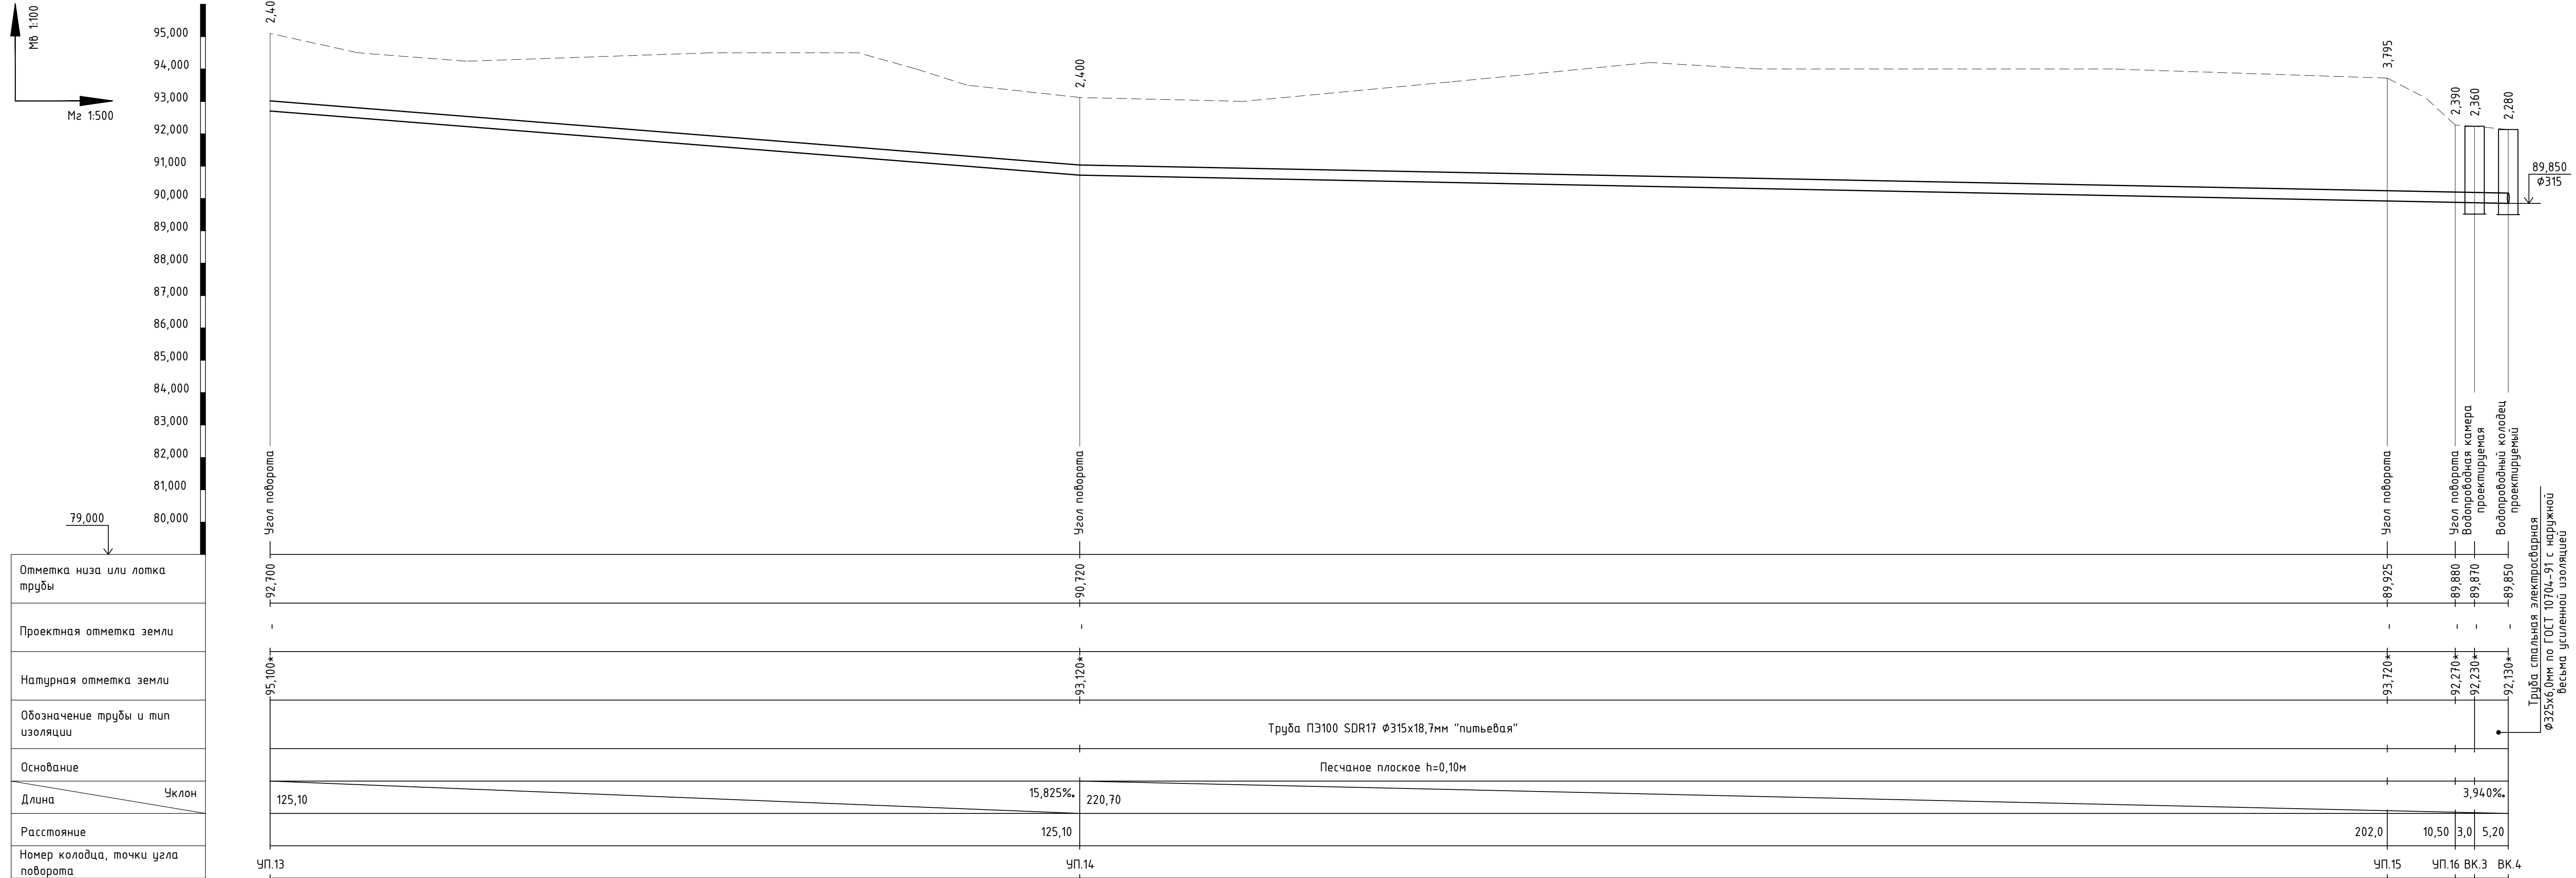 Мв 1:100
Мг 1:500
95,000
94,000
93,000
92,000
91,000
90,000
89,000
88,000
87,000
86,000
85,000
84,000
83,000
82,000
81,000
80,000
79,000
2,40
2,400
3,795
2,390
2,360
2,280
89,850
Ф315
Угол поворота
Угол поворота
Угол поворота
Угол поворота
Водопроводная камера
проектируемая
Водопроводный колодец
проектируемый
Труба стальная электросварная
Ф325х6,0мм по ГОСТ 10704-91 с наружной
весьма усиленной изоляцией
Отметка низа или лотка
трубы
92,700
90,720
89,925
89,880
89,870
89,850
Проектная отметка земли
- - - - - -
Натурная отметка земли
95,100*
93,120*
93,720*
92,270*
92,230*
92,130*
Обозначение трубы и тип
изоляции
Труба ПЭ100 SDR17 Ф315х18,7мм "питьевая"
Основание
Песчаное плоское h=0,10м
Уклон
Длина
125,10
15,825‰
220,70
3,940‰
Расстояние
125,10
202,0
10,50
3,0
5,20
Номер колодца, точки угла
поворота
УП.13
УП.14
УП.15
УП.16
ВК.3
ВК.4